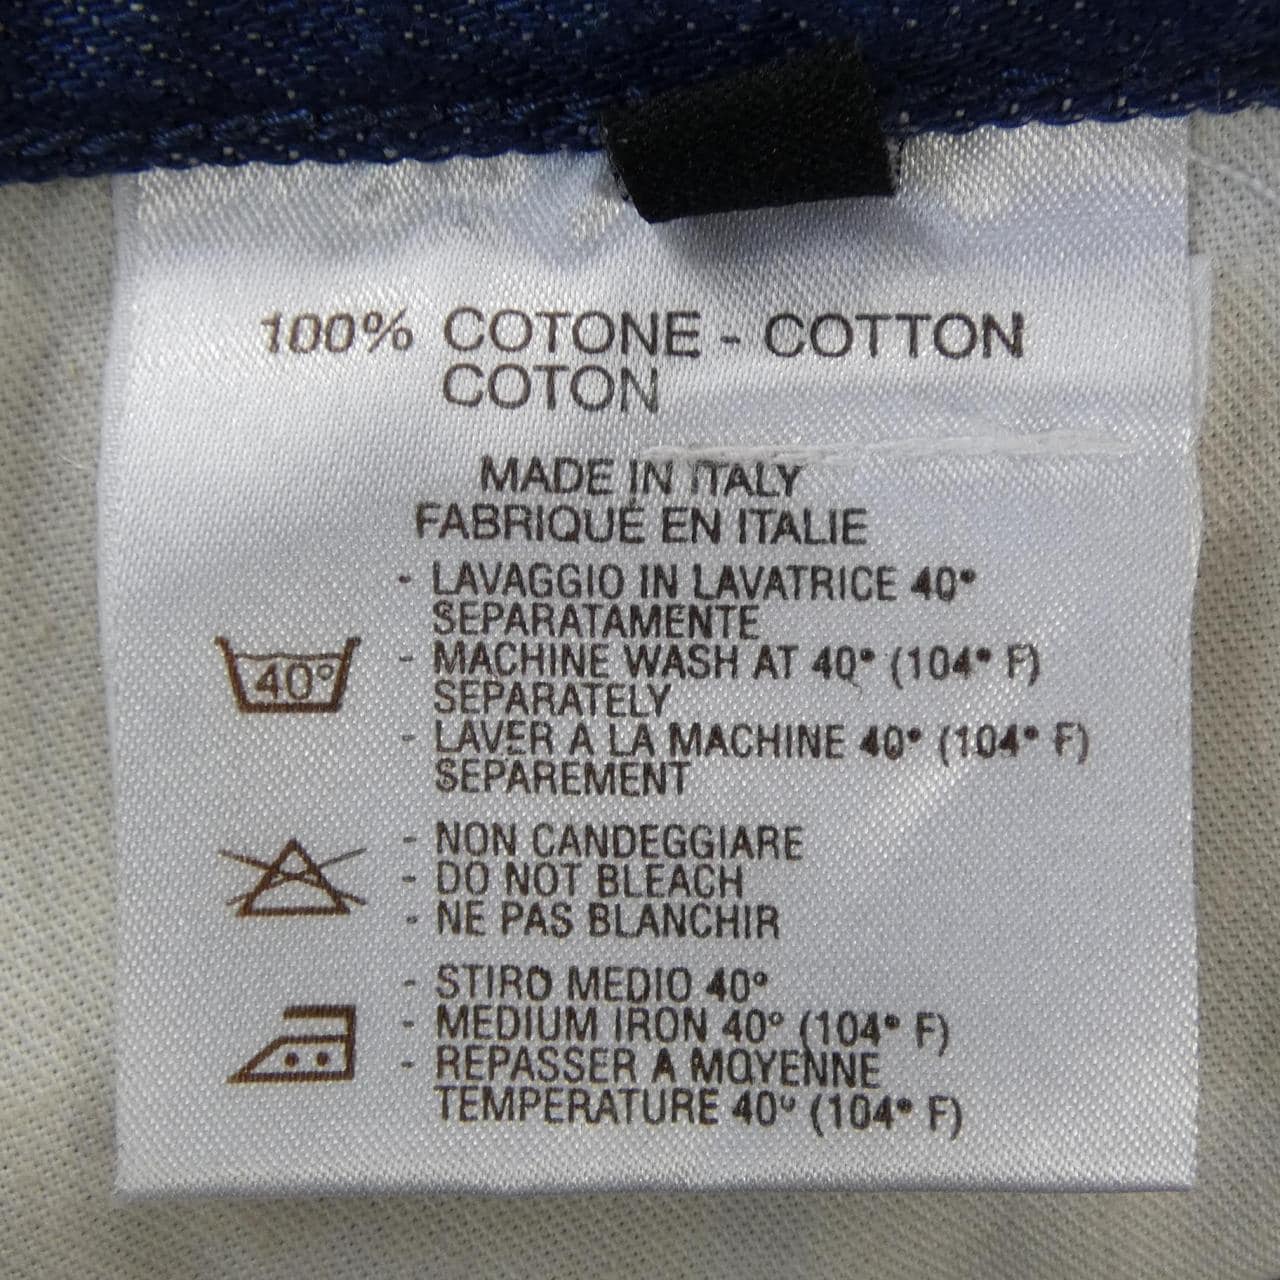 100% COTONE - COTTON
COTON
MADE IN ITALY
FABRIQUÉ EN ITALIE
- LAVAGGIO IN LAVATRICE 40°
SEPARATAMENTE
40°
- MACHINE WASH AT 40° (104° F)
SEPARATELY
- LAVER A LA MACHINE 40° (104° F)
SEPAREMENT
- NON CANDEGGIARE
- DO NOT BLEACH
- NE PAS BLANCHIR
- STIRO MEDIO 40°
- MEDIUM IRON 40° (104° F)
- REPASSER A MOYENNE
TEMPERATURE 40° (104° F)